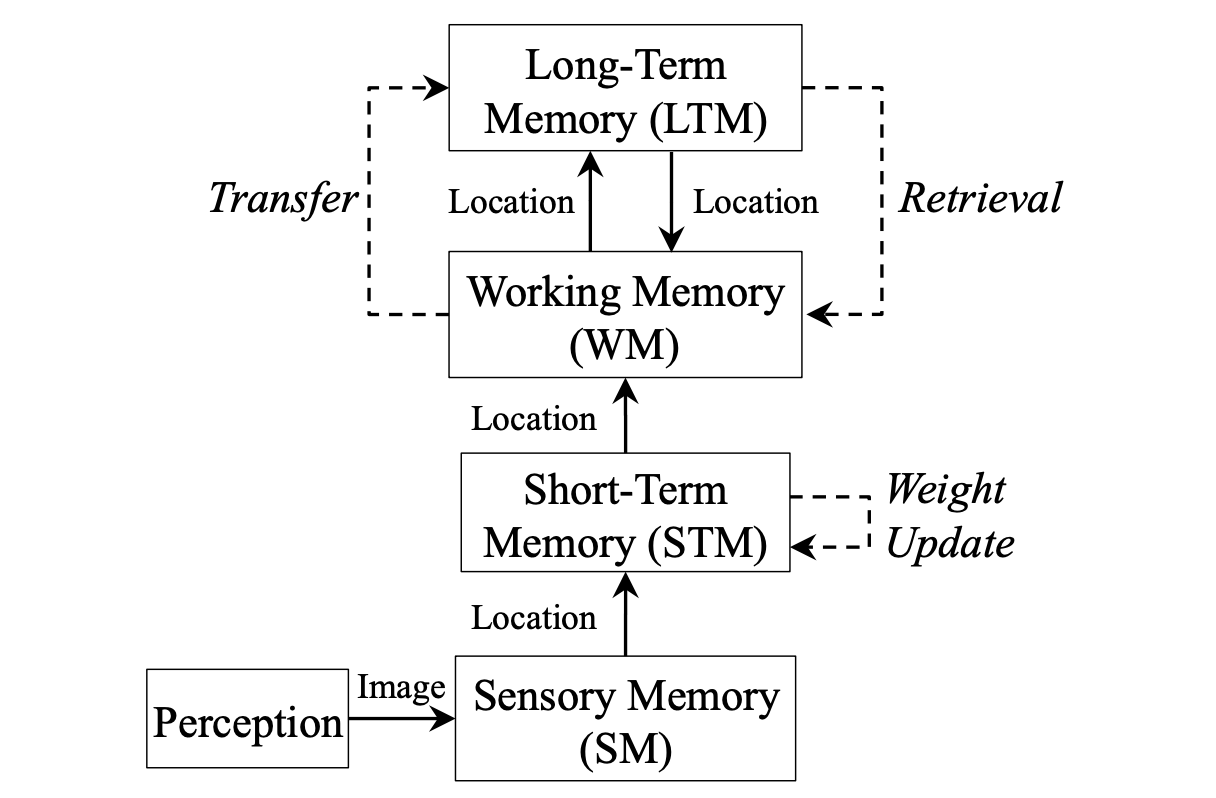 Long-Term
Memory (LTM)
Transfer
Location
Location
Retrieval
Working Memory
(WM)
Location
Short-Term
Memory (STM)
Weight
Update
Location
Perception
Image
Sensory Memory
(SM)